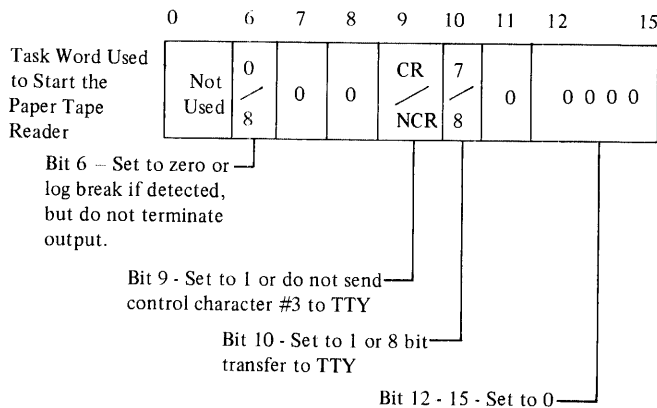 0 6 7 8 9 10 11 12 15
Task Word Used
to Start the
Paper Tape
Reader
Not
Used
0
/
8
0
0
CR
/
NCR
7
/
8
0
0 0 0 0
Bit 6 – Set to zero or
log break if detected,
but do not terminate
output.
Bit 9 - Set to 1 or do not send
control character #3 to TTY
Bit 10 - Set to 1 or 8 bit
transfer to TTY
Bit 12 - 15 - Set to 0